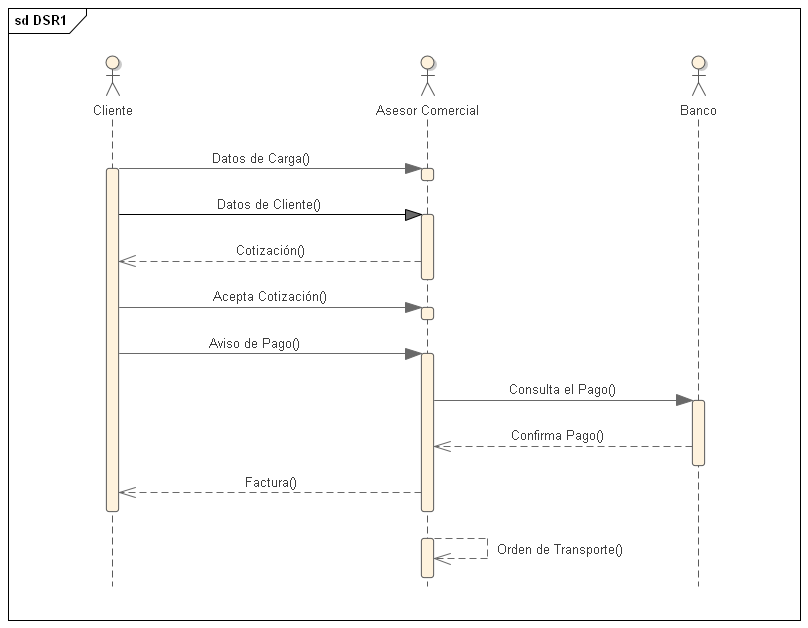 sd DSR1
Cliente
Asesor Comercial
Banco
Datos de Carga()
Datos de Cliente()
Cotización()
Acepta Cotización()
Aviso de Pago()
Consulta el Pago()
Confirma Pago()
Factura()
Orden de Transporte()